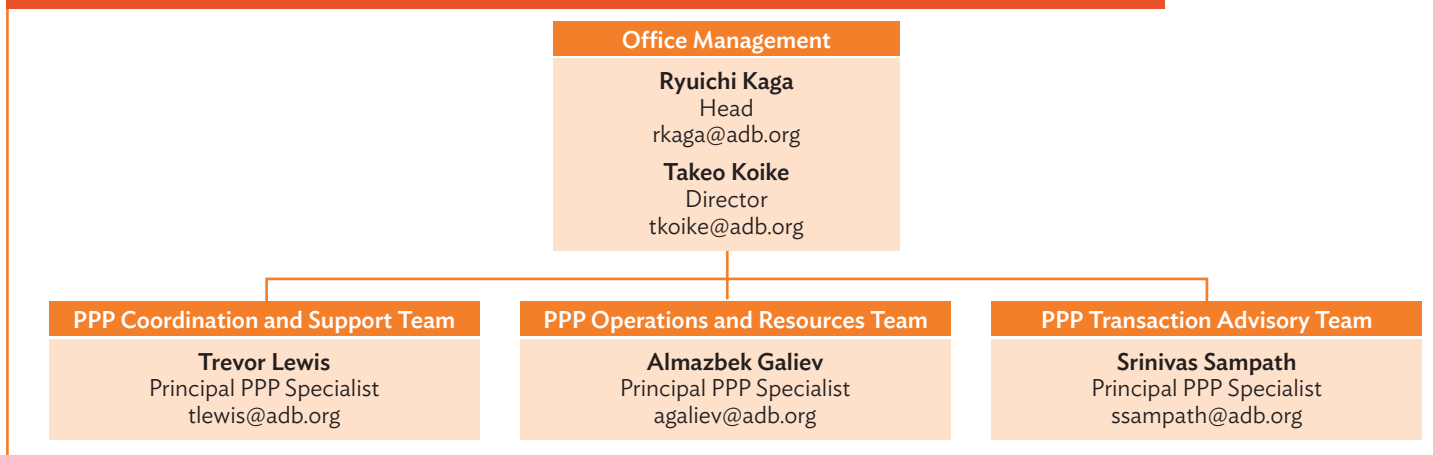 Office Management
Ryuichi Kaga
Head
rkaga@adb.org
Takeo Koike
Director
tkoike@adb.org
PPP Coordination and Support Team
Trevor Lewis
Principal PPP Specialist
tlewis@adb.org
PPP Operations and Resources Team
Almazbek Galiev
Principal PPP Specialist
agaliev@adb.org
PPP Transaction Advisory Team
Srinivas Sampath
Principal PPP Specialist
ssampath@adb.org